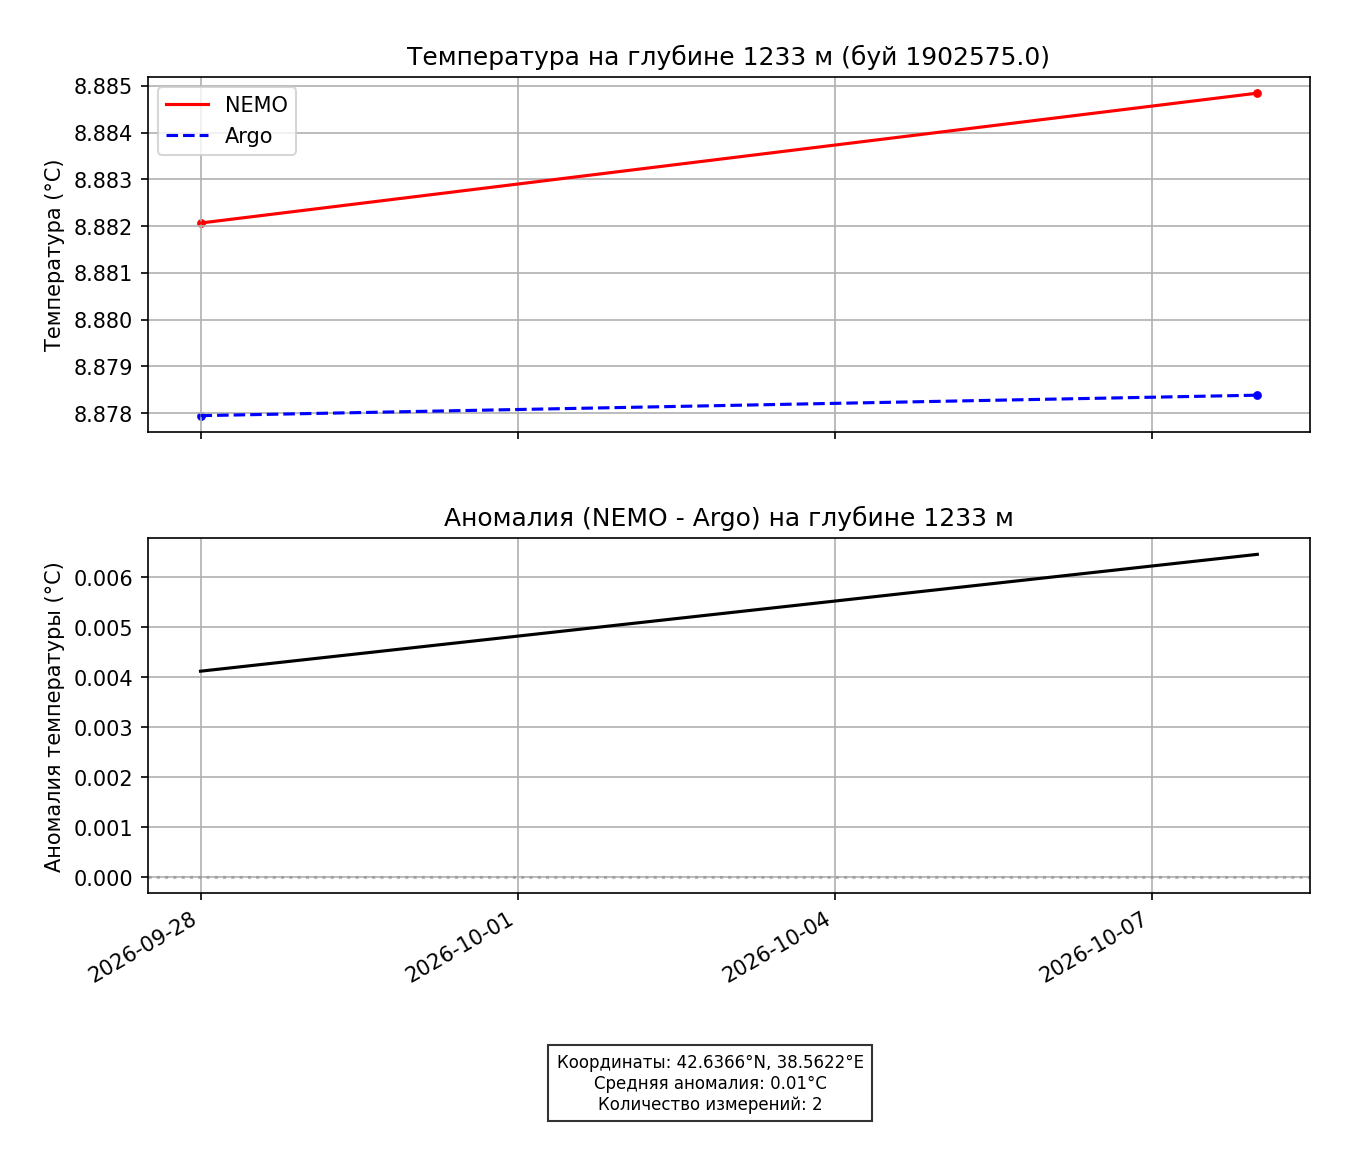 Температура на глубине 1233 м (буй 1902575.0)
Температура (°C)
8.885
8.884
8.883
8.882
8.881
8.880
8.879
8.878
NEMO
Argo
Аномалия (NEMO - Argo) на глубине 1233 м
Аномалия температуры (°C)
0.006
0.005
0.004
0.003
0.002
0.001
0.000
2026-09-28
2026-10-01
2026-10-04
2026-10-07
Координаты: 42.6366°N, 38.5622°E
Средняя аномалия: 0.01°C
Количество измерений: 2